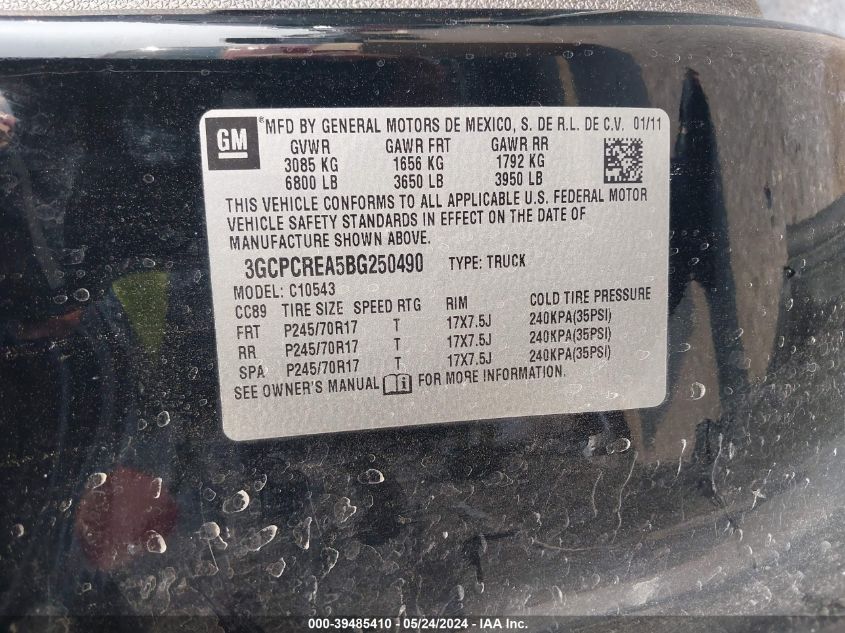 GM
MFD BY GENERAL MOTORS DE MEXICO, S. DE R.L. DE C.V. 01/11
GVWR GAWR FRT GAWR RR
3085 KG 1656 KG 1792 KG
6800 LB 3650 LB 3950 LB
THIS VEHICLE CONFORMS TO ALL APPLICABLE U.S. FEDERAL MOTOR
VEHICLE SAFETY STANDARDS IN EFFECT ON THE DATE OF
MANUFACTURE SHOWN ABOVE.
3GCPCREA5BG250490 TYPE: TRUCK
MODEL: C10543
CC89 TIRE SIZE SPEED RTG RIM COLD TIRE PRESSURE
FRT P245/70R17 T 17X7.5J 240KPA(35PSI)
RR P245/70R17 T 17X7.5J 240KPA(35PSI)
SPA P245/70R17 T 17X7.5J 240KPA(35PSI)
SEE OWNER'S MANUAL FOR MORE INFORMATION.
000-39485410 - 05/24/2024 - IAA Inc.